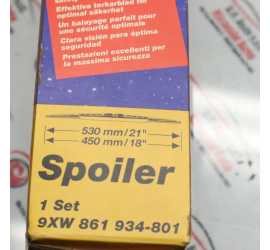 Effektive torkarblad för
optimal säkerhet
Un balayage parfait pour
une sécurité optimale
Clara visión para óptima
seguridad
Prestazioni eccellenti per
la massima sicurezza
530 mm/21"
450 mm/18"
Spoiler
1 Set
9XW 861 934-801